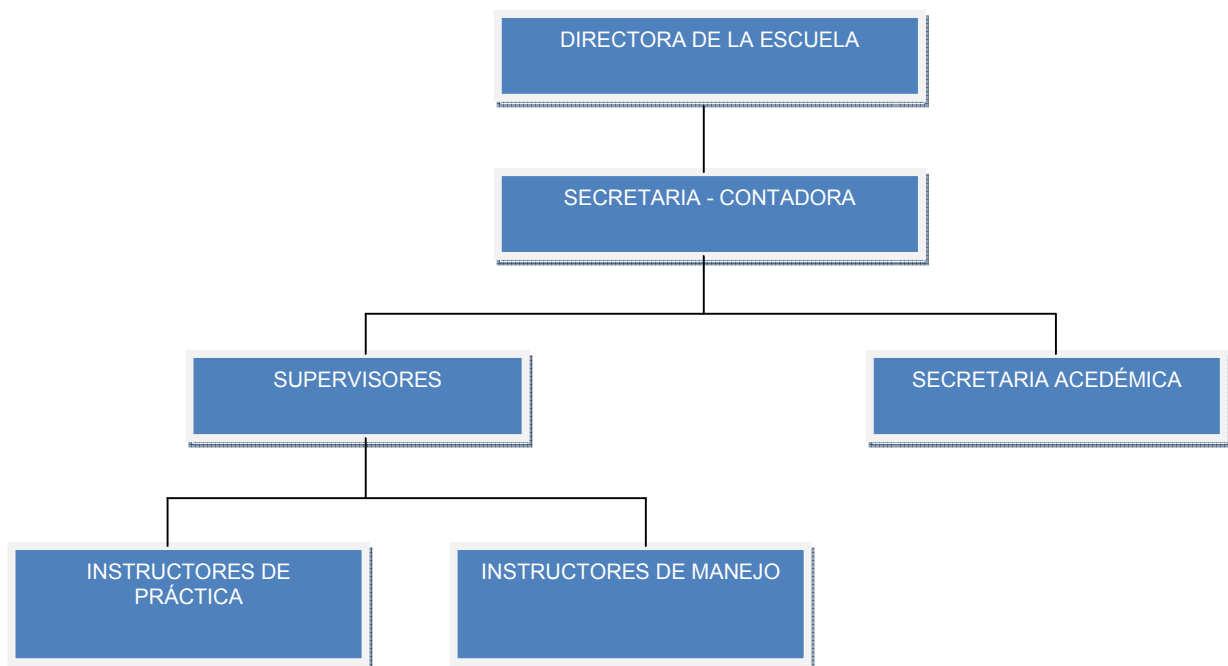 DIRECTORA DE LA ESCUELA
SECRETARIA - CONTADORA
SUPERVISORES
SECRETARIA ACEDÉMICA
INSTRUCTORES DE
PRÁCTICA
INSTRUCTORES DE MANEJO